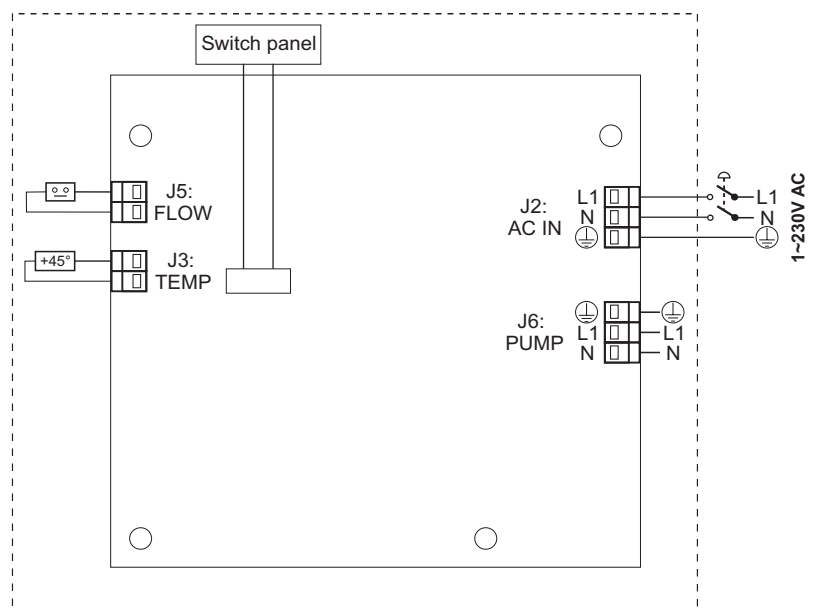 Switch panel
J5:
FLOW
+45°
J3:
TEMP
J2:
AC IN
L1
N
L1
N
1~230V AC
J6:
PUMP
L1
N
L1
N